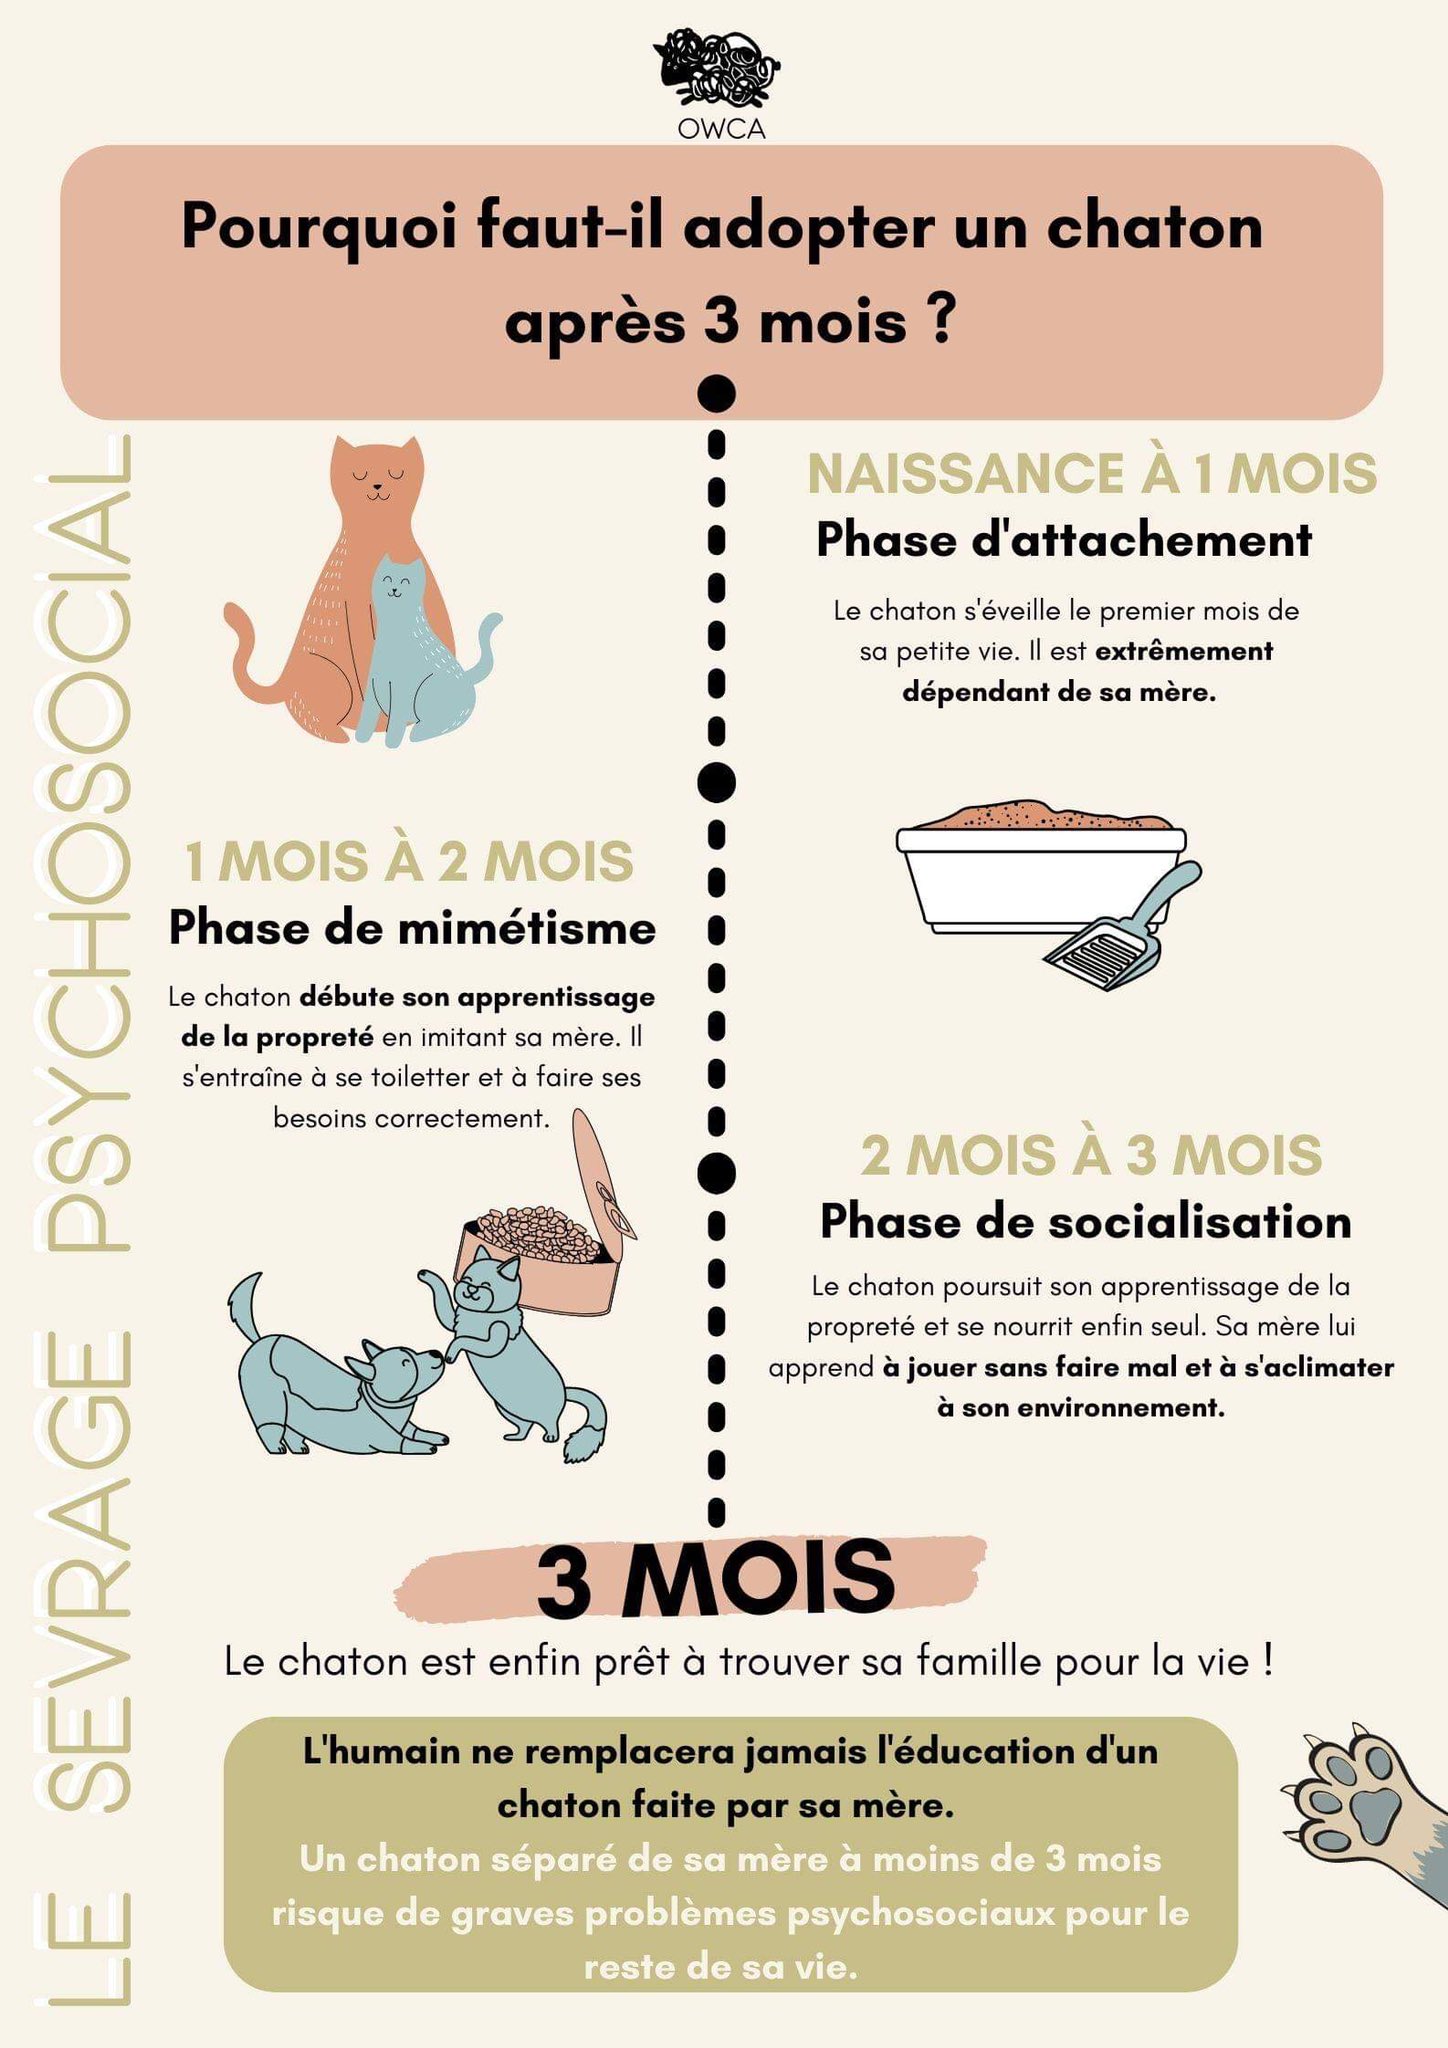 OWCA
Pourquoi faut-il adopter un chaton
après 3 mois ?
LE SEVRAGE PSYCHOSOCIAL
NAISSANCE À 1 MOIS
Phase d'attachement
Le chaton s'éveille le premier mois de
sa petite vie. Il est extrêmement
dépendant de sa mère.
1 MOIS À 2 MOIS
Phase de mimétisme
Le chaton débute son apprentissage
de la propreté en imitant sa mère. Il
s'entraîne à se toiletter et à faire ses
besoins correctement.
2 MOIS À 3 MOIS
Phase de socialisation
Le chaton poursuit son apprentissage de la
propreté et se nourrit enfin seul. Sa mère lui
apprend à jouer sans faire mal et à s'aclimater
à son environnement.
3 MOIS
Le chaton est enfin prêt à trouver sa famille pour la vie !
L'humain ne remplacera jamais l'éducation d'un
chaton faite par sa mère.
Un chaton séparé de sa mère à moins de 3 mois
risque de graves problèmes psychosociaux pour le
reste de sa vie.